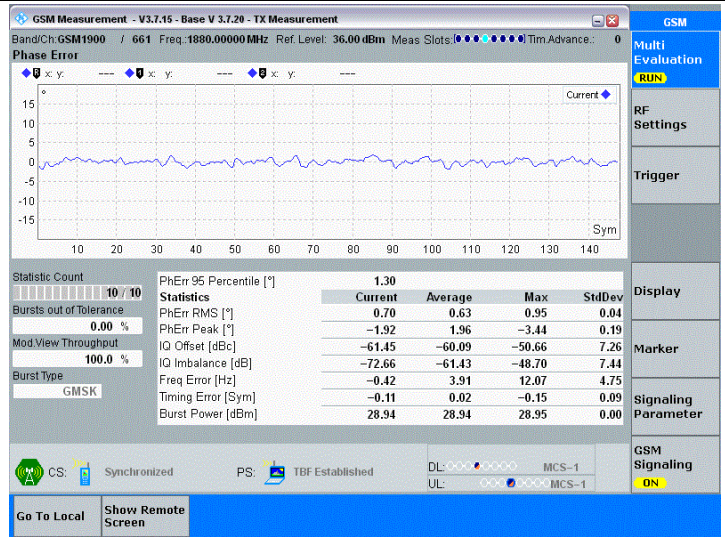 GSM Measurement - V3.7.15 - Base V 3.7.20 - TX Measurement
GSM
Band/Ch:GSM1900 / 661 Freq.:1880.00000 MHz Ref. Level: 36.00 dBm Meas Slots: Tim.Advance.: 0
Phase Error
Multi Evaluation
RUN
x: y: --- x: y: --- x: y: ---
Current
°
15
10
5
0
-5
-10
-15
Sym
10 20 30 40 50 60 70 80 90 100 110 120 130 140
RF Settings
Trigger
Statistic Count
10 / 10
Bursts out of Tolerance
0.00 %
Mod.View Throughput
100.0 %
Burst Type
GMSK
PhErr 95 Percentile [°] 1.30
Statistics Current Average Max StdDev
PhErr RMS [°] 0.70 0.63 0.95 0.04
PhErr Peak [°] −1.92 1.96 −3.44 0.19
IQ Offset [dBc] −61.45 −60.09 −50.66 7.26
IQ Imbalance [dB] −72.66 −61.43 −48.70 7.44
Freq Error [Hz] −0.42 3.91 12.07 4.75
Timing Error [Sym] −0.11 0.02 −0.15 0.09
Burst Power [dBm] 28.94 28.94 28.95 0.00
Display
Marker
Signaling Parameter
GSM Signaling
ON
CS: Synchronized PS: TBF Established
DL: MCS−1
UL: MCS−1
Go To Local
Show Remote Screen